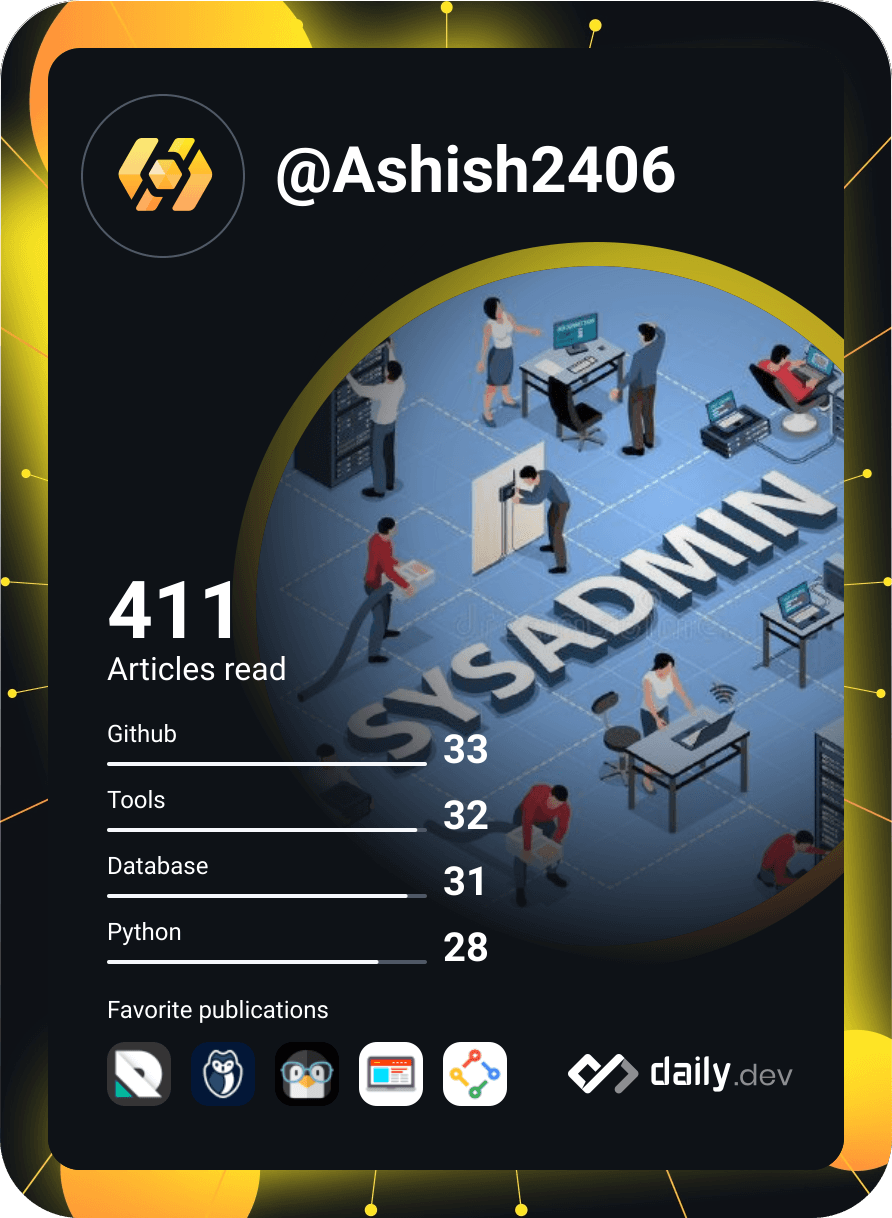 @Ashish2406
SYSADMIN
411
Articles read
Github
33
Tools
32
Database
31
Python
28
Favorite publications
daily.dev